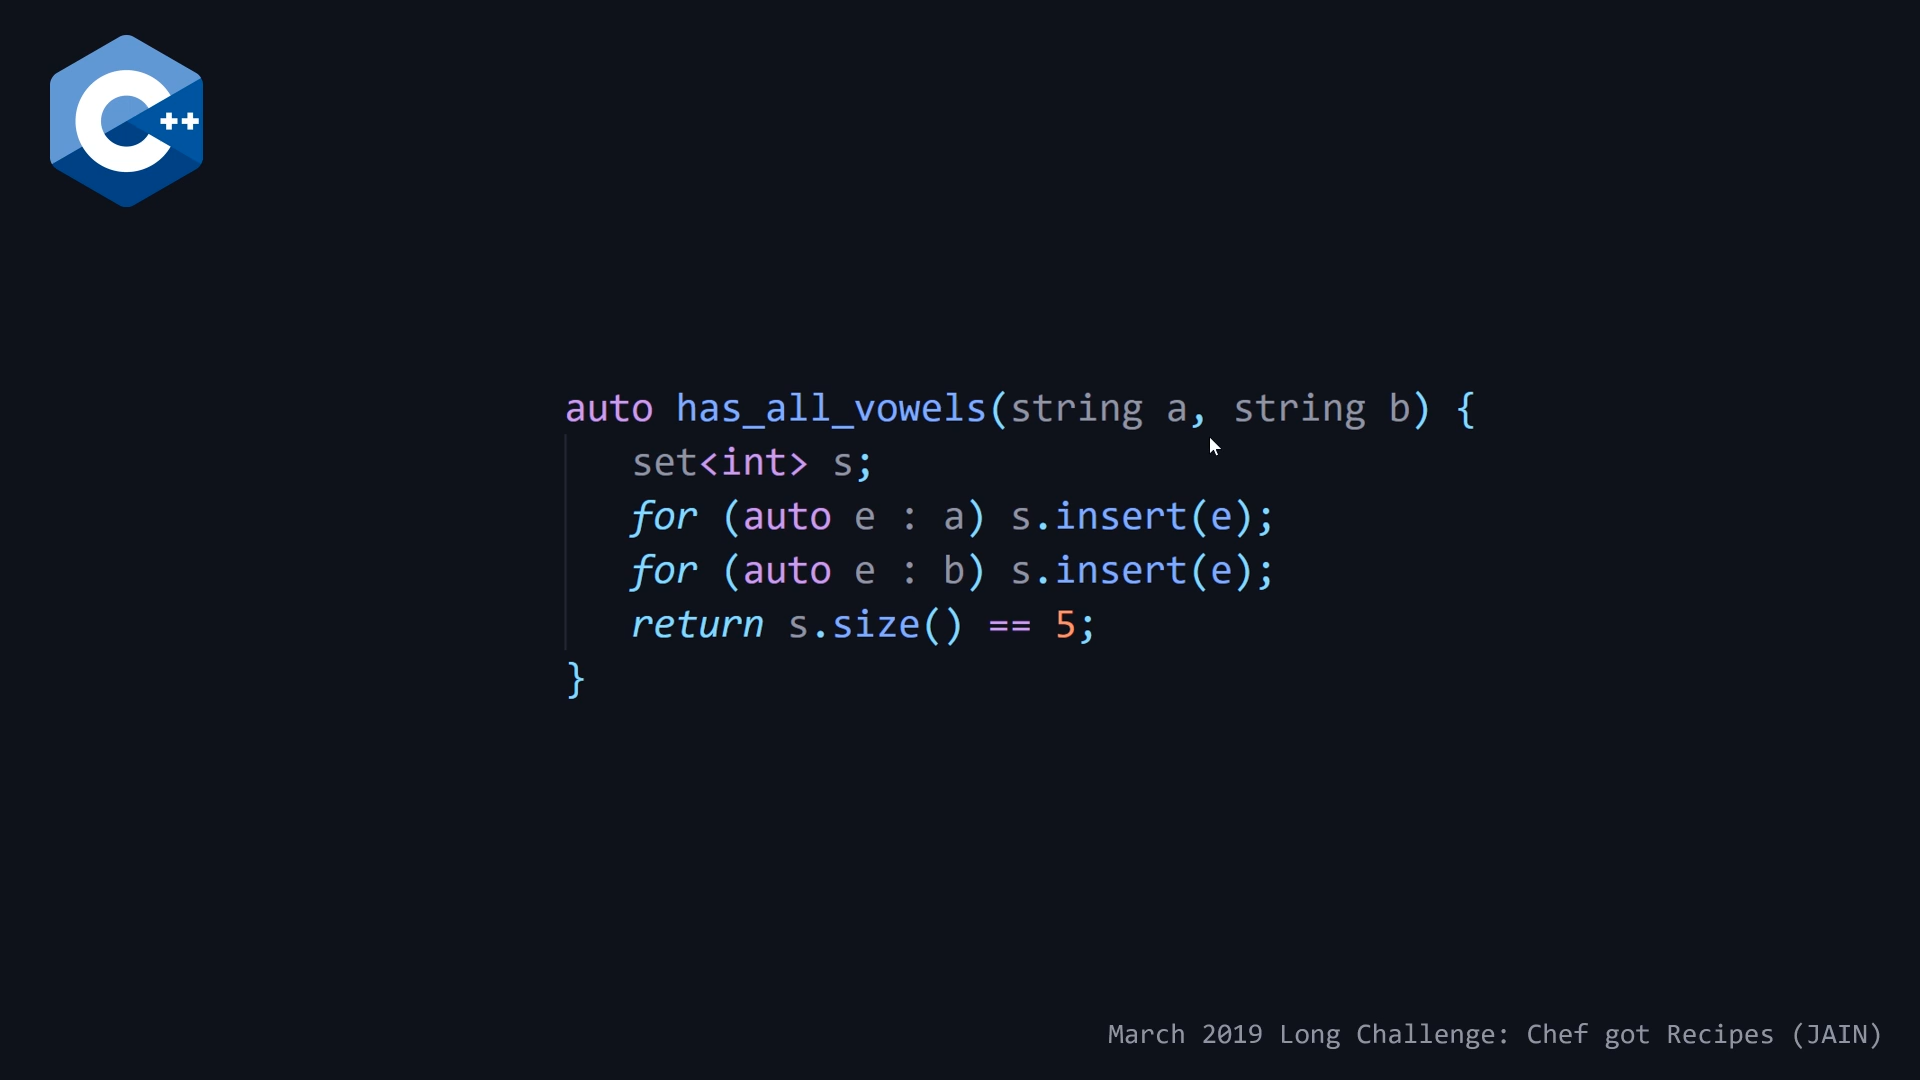 C++
auto has_all_vowels(string a, string b) {
set<int> s;
for (auto e : a) s.insert(e);
for (auto e : b) s.insert(e);
return s.size() == 5;
}
March 2019 Long Challenge: Chef got Recipes (JAIN)